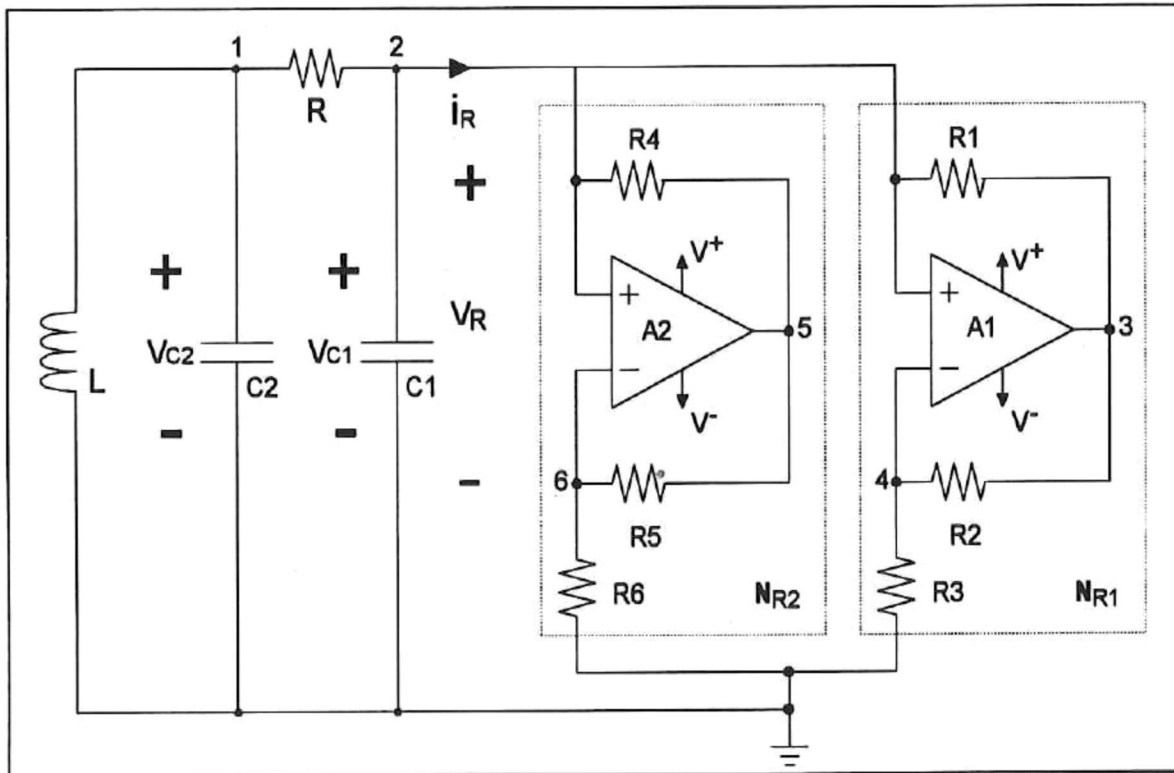 1
2
R
iR
R4
R1
+
+
+
+
V+
V+
VR
A2
5
A1
3
VC2
VC1
L
C2
C1
+
−
+
−
V-
V-
-
-
-
6
4
R5
R2
R6
NR2
R3
NR1